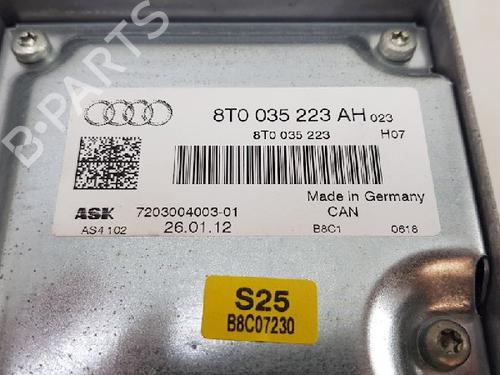 8T0 035 223 AH 023
8T0 035 223 H07
Made in Germany
ASK 7203004003-01 CAN
AS4 102 26.01.12 B8C1 0618
S25
B8C07230
B-PARTS